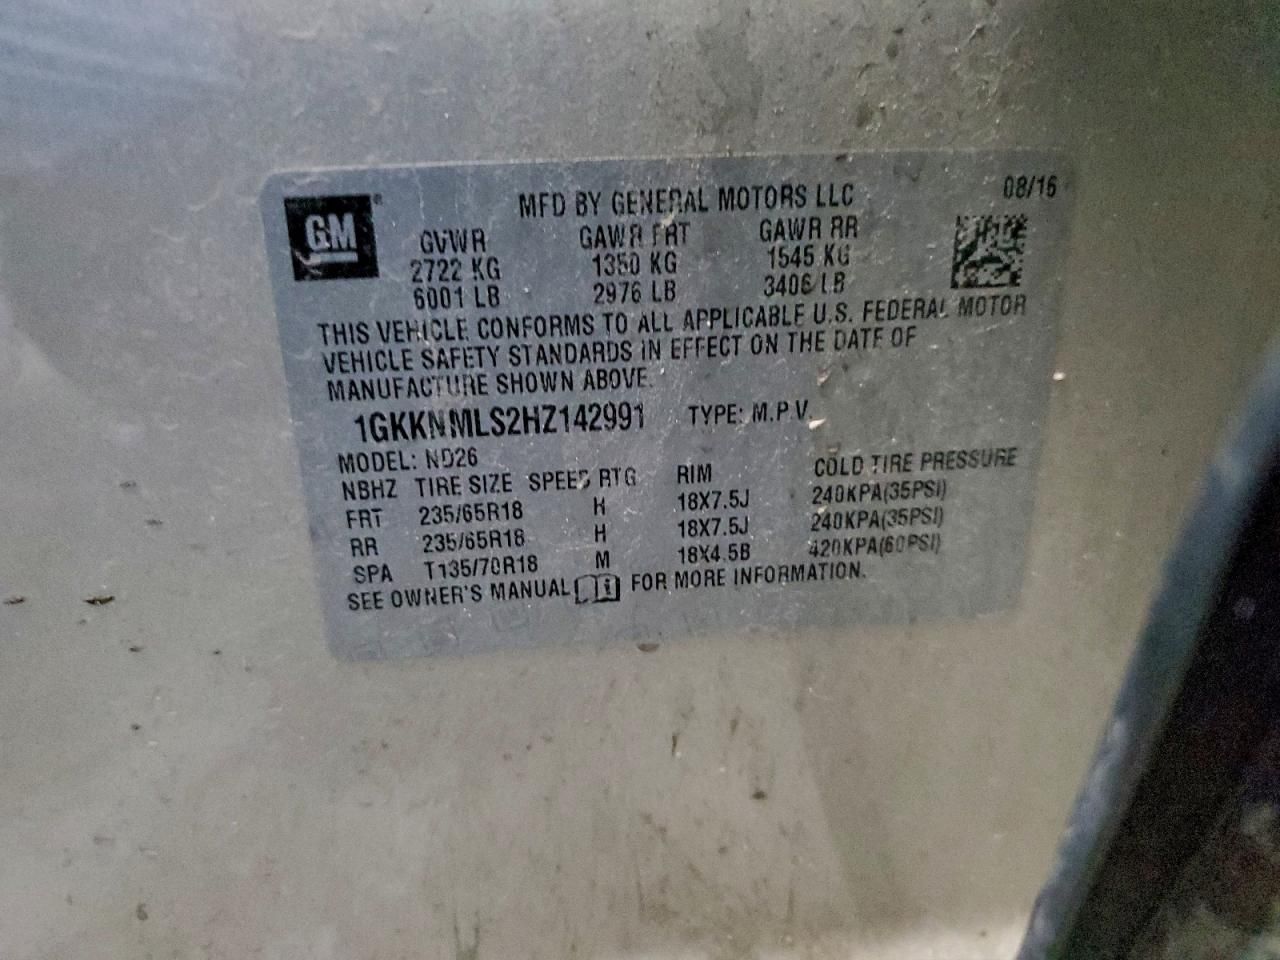 GM
MFD BY GENERAL MOTORS LLC 08/16
GVWR GAWR FRT GAWR RR
2722 KG 1350 KG 1545 KG
6001 LB 2976 LB 3406 LB
THIS VEHICLE CONFORMS TO ALL APPLICABLE U.S. FEDERAL MOTOR
VEHICLE SAFETY STANDARDS IN EFFECT ON THE DATE OF
MANUFACTURE SHOWN ABOVE.
1GKKNMLS2HZ142991 TYPE: M.P.V.
MODEL: ND26
NBHZ TIRE SIZE SPEED RTG RIM COLD TIRE PRESSURE
FRT 235/65R18 H 18X7.5J 240KPA(35PSI)
RR 235/65R18 H 18X7.5J 240KPA(35PSI)
SPA T135/70R18 M 18X4.5B 420KPA(60PSI)
SEE OWNER'S MANUAL FOR MORE INFORMATION.